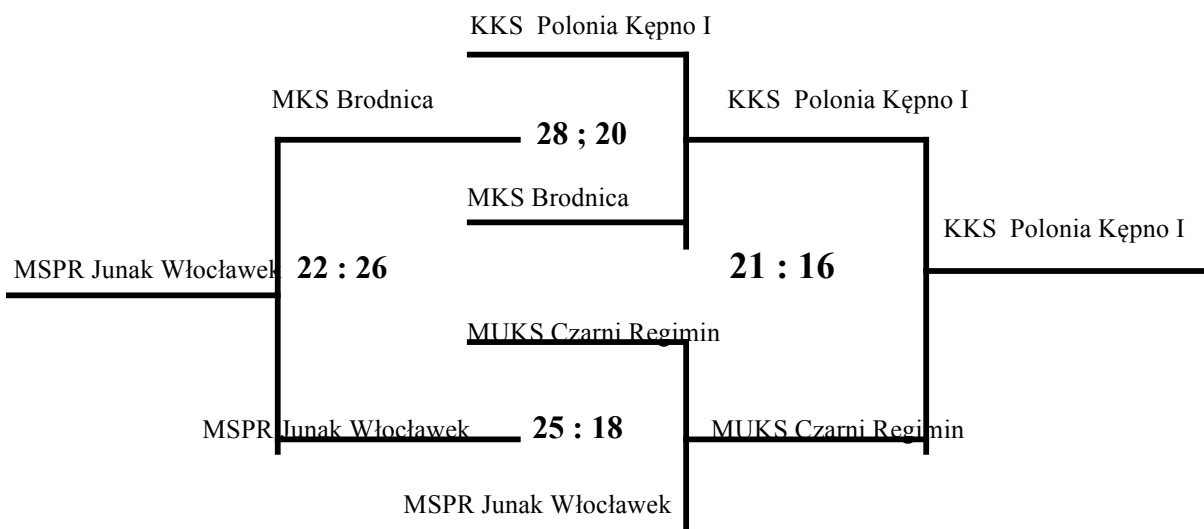 KKS Polonia Kępno I
MKS Brodnica
KKS Polonia Kępno I
28 ; 20
MKS Brodnica
KKS Polonia Kępno I
MSPR Junak Włocławek
22 : 26
21 : 16
MUKS Czarni Regimin
MSPR Junak Włocławek
25 : 18
MUKS Czarni Regimin
MSPR Junak Włocławek